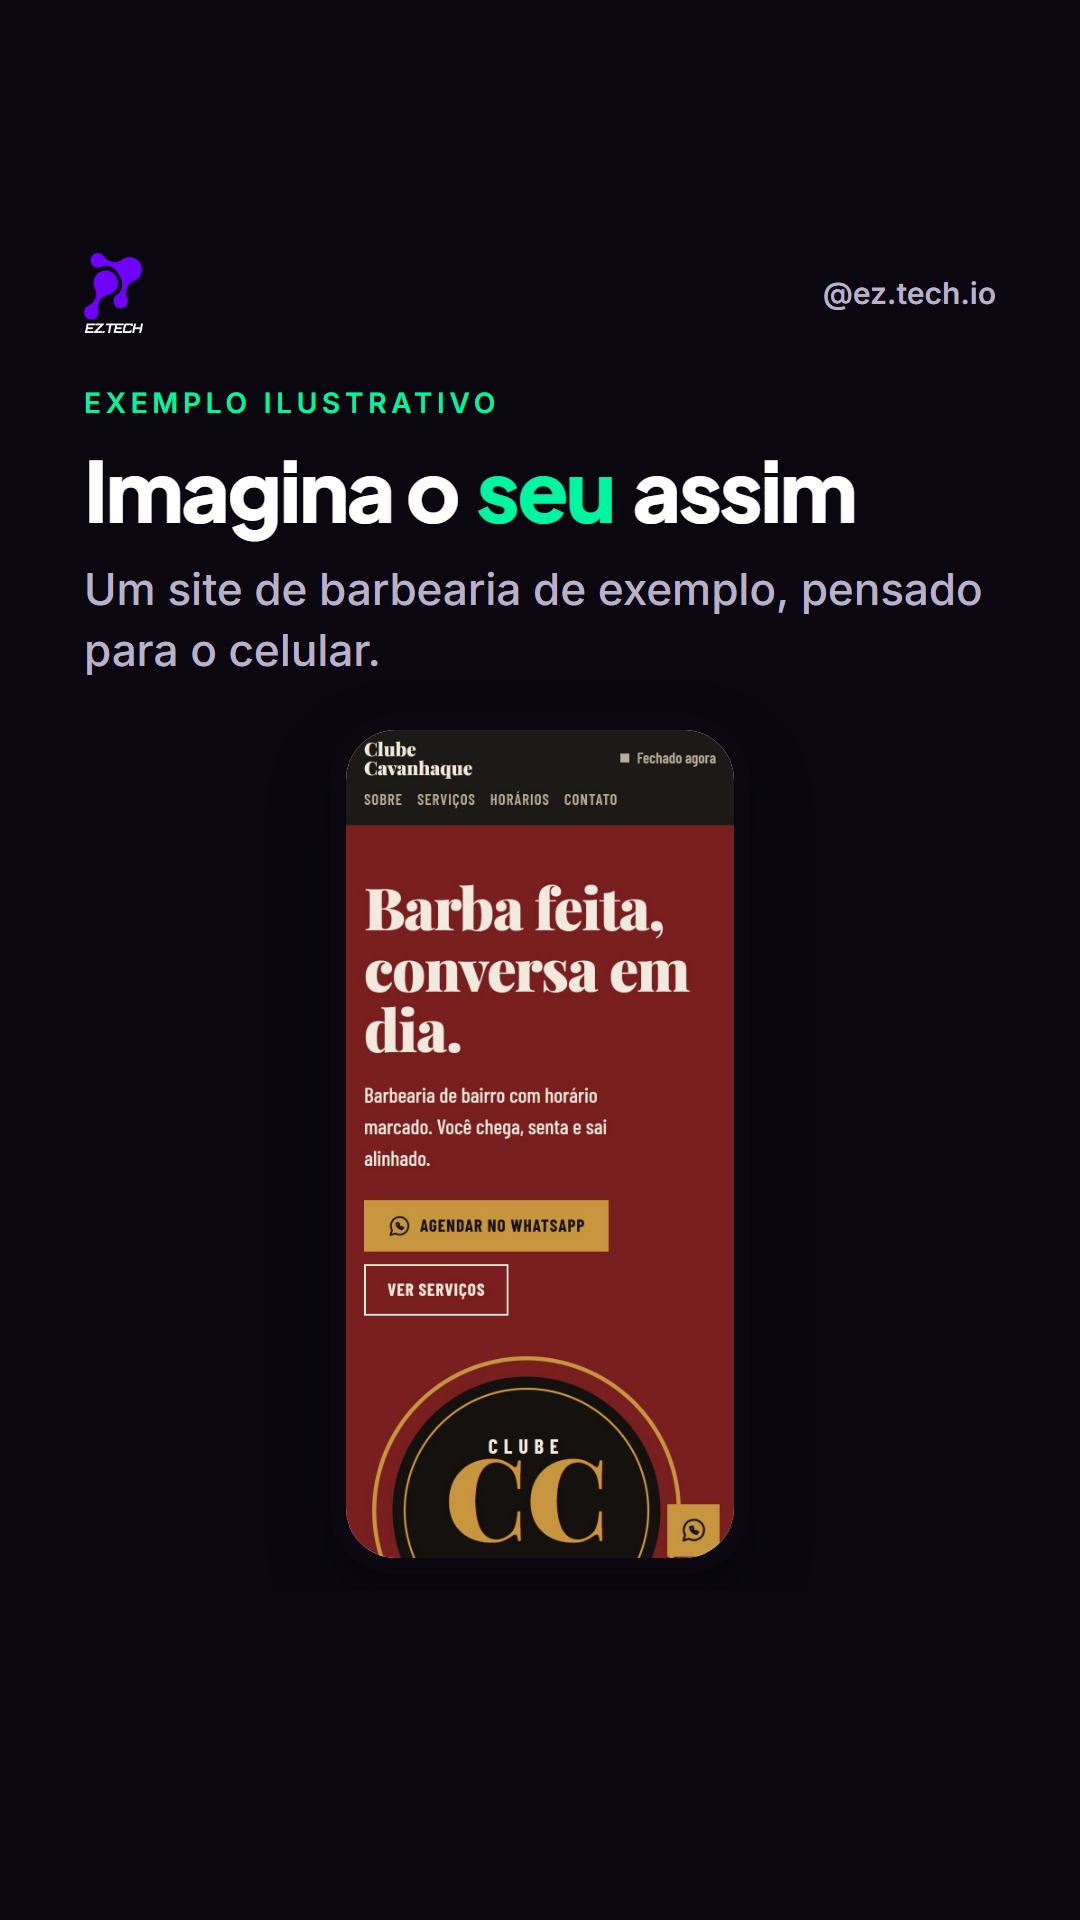 EZ.TECH
@ez.tech.io
EXEMPLO ILUSTRATIVO
Imagina o seu assim
Um site de barbearia de exemplo, pensado
para o celular.
Clube
Cavanhaque
Fechado agora
SOBRE SERVIÇOS HORÁRIOS CONTATO
Barba feita,
conversa em
dia.
Barbearia de bairro com horário
marcado. Você chega, senta e sai
alinhado.
AGENDAR NO WHATSAPP
VER SERVIÇOS
CLUBE
CC